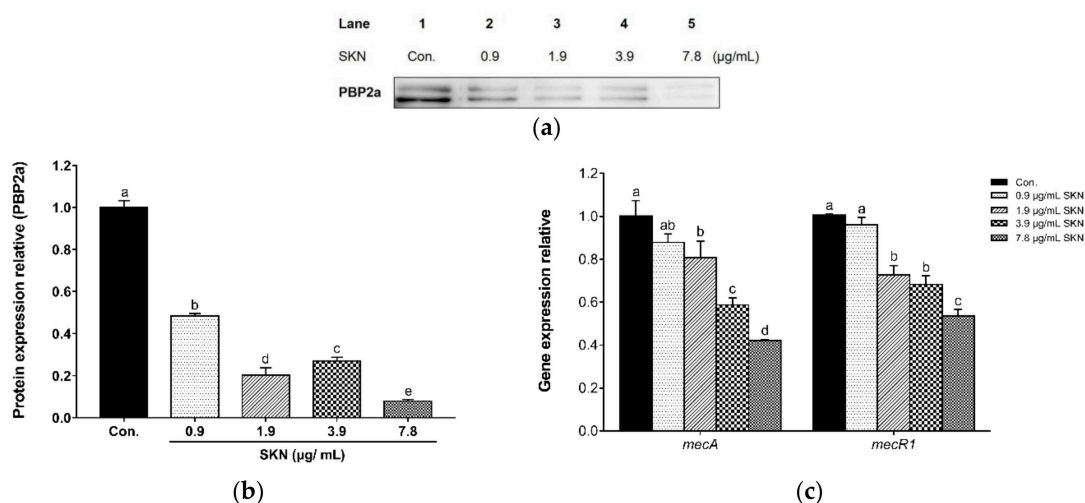 Lane 1 2 3 4 5
SKN Con. 0.9 1.9 3.9 7.8 (µg/mL)
PBP2a
(a)
Protein expression relative (PBP2a)
1.2
1.0
0.8
0.6
0.4
0.2
0.0
a
b
d
c
e
Con. 0.9 1.9 3.9 7.8
SKN (µg/ mL)
(b)
Gene expression relative
1.2
1.0
0.8
0.6
0.4
0.2
0.0
a ab b c d
a a b b c
mecA mecR1
Con.
0.9 µg/mL SKN
1.9 µg/mL SKN
3.9 µg/mL SKN
7.8 µg/mL SKN
(c)